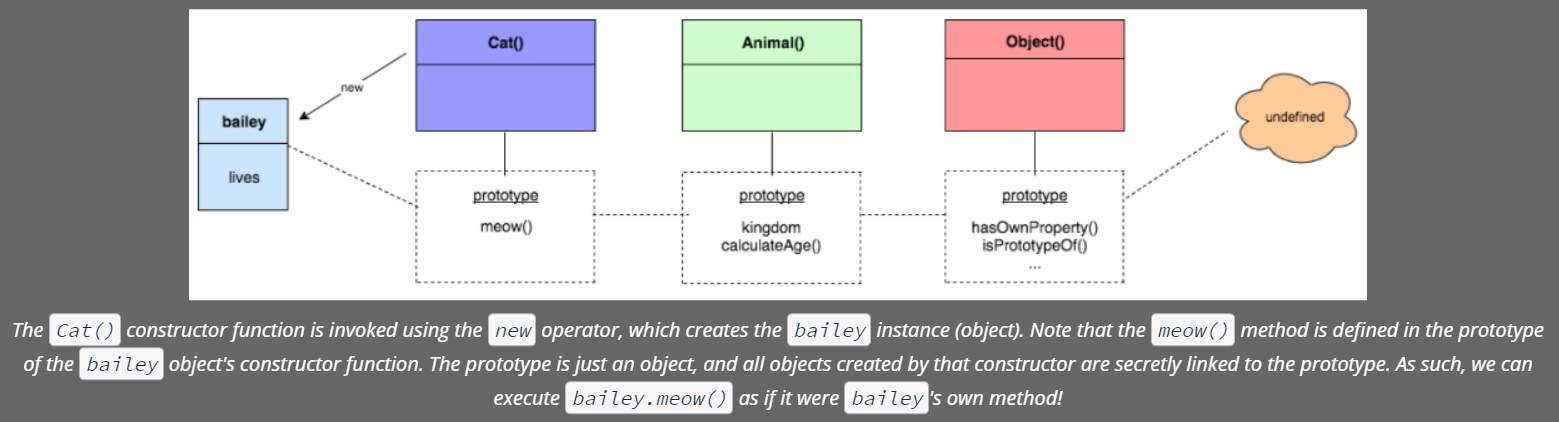 Cat()
Animal()
Object()
new
undefined
bailey
lives
prototype
meow()
prototype
kingdom
calculateAge()
prototype
hasOwnProperty()
isPrototypeOf()
...
The Cat() constructor function is invoked using the new operator, which creates the bailey instance (object). Note that the meow() method is defined in the prototype
of the bailey object's constructor function. The prototype is just an object, and all objects created by that constructor are secretly linked to the prototype. As such, we can
execute bailey.meow() as if it were bailey's own method!